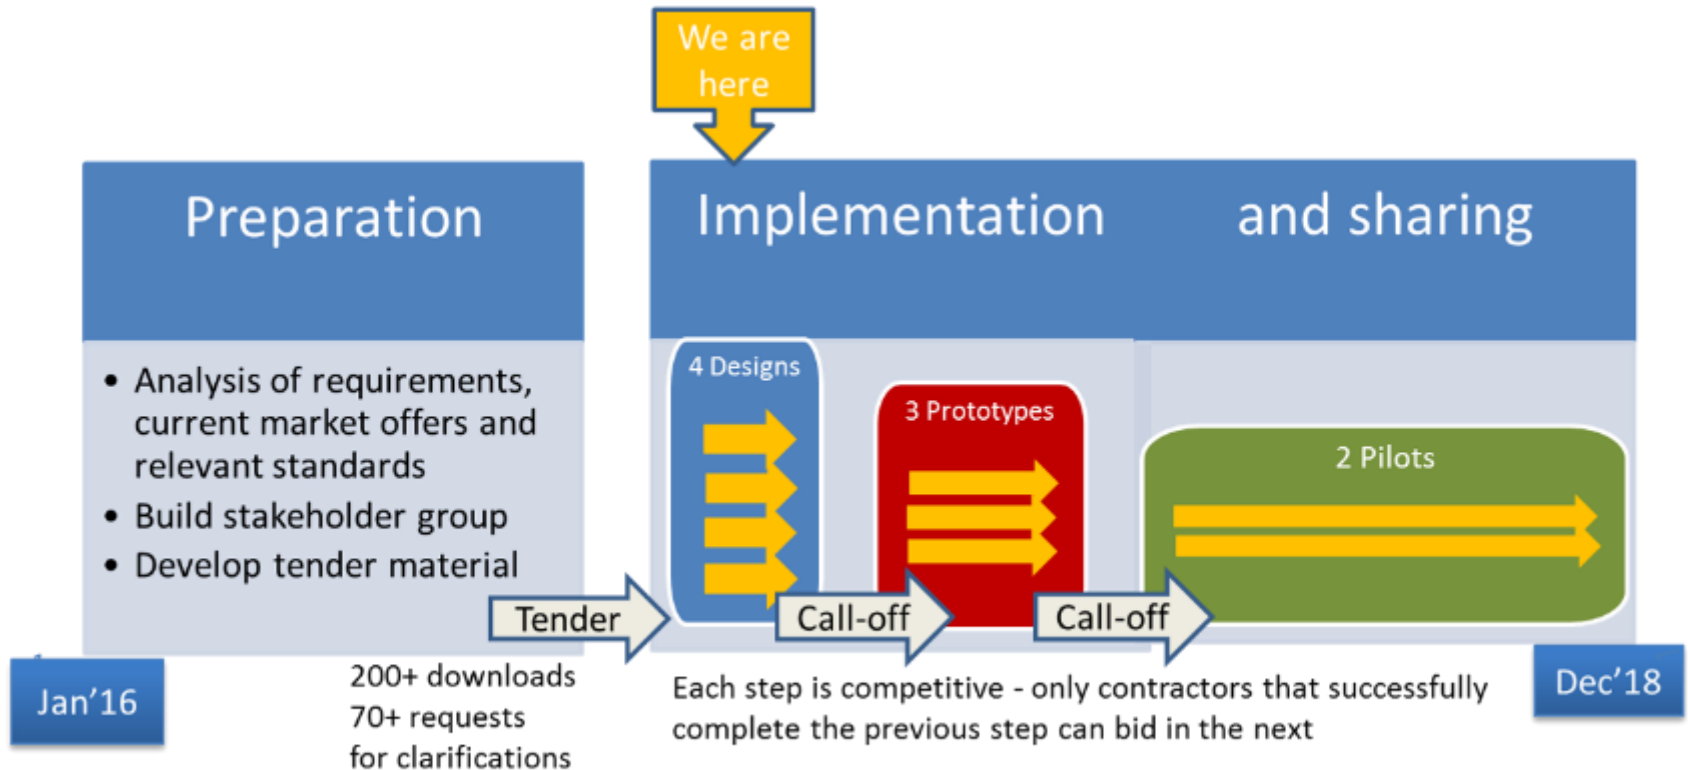 We are
here
Preparation
Implementation and sharing
• Analysis of requirements,
current market offers and
relevant standards
• Build stakeholder group
• Develop tender material
4 Designs
3 Prototypes
2 Pilots
Tender
Call-off
Call-off
Jan’16
200+ downloads
70+ requests
for clarifications
Each step is competitive - only contractors that successfully
complete the previous step can bid in the next
Dec’18